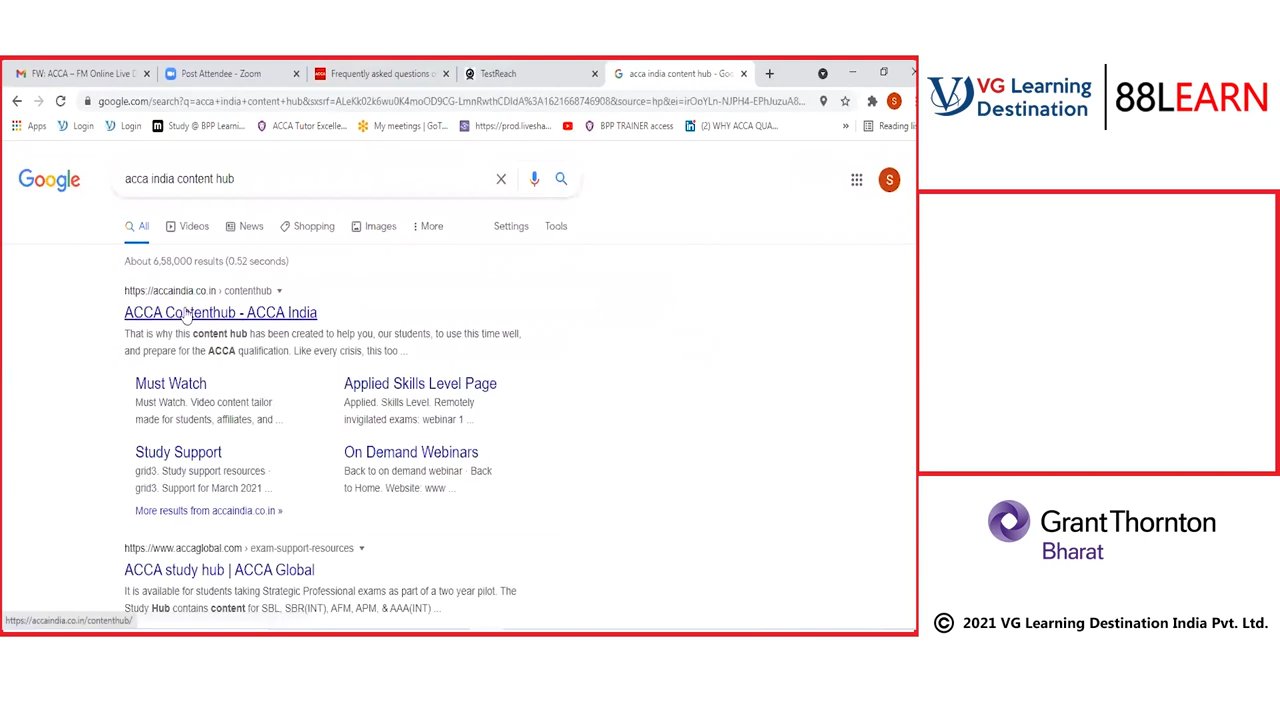 FW: ACCA – FM Online Live
Post Attendee - Zoom
Frequently asked questions o
TestReach
acca india content hub - Goo
google.com/search?q=acca+india+content+hub&sxsrf=
Apps
Login
Login
Study @ BPP Learni...
ACCA Tutor Excelle...
My meetings | GoT...
https://prod.livesha...
BPP TRAINER access
(2) WHY ACCA QUA...
»
Reading lis
Google
acca india content hub
S
All
Videos
News
Shopping
Images
More
Settings
Tools
About 6,58,000 results (0.52 seconds)
https://accaindia.co.in › contenthub
ACCA Contenthub - ACCA India
That is why this content hub has been created to help you, our students, to use this time well,
and prepare for the ACCA qualification. Like every crisis, this too ...
Must Watch
Must Watch. Video content tailor
made for students, affiliates, and ...
Applied Skills Level Page
Applied. Skills Level. Remotely
invigilated exams: webinar 1 ...
Study Support
grid3. Study support resources ·
grid3. Support for March 2021 ...
On Demand Webinars
Back to on demand webinar · Back
to Home. Website: www ...
More results from accaindia.co.in »
https://www.accaglobal.com › exam-support-resources
ACCA study hub | ACCA Global
It is available for students taking Strategic Professional exams as part of a two year pilot. The
Study Hub contains content for SBL, SBR(INT), AFM, APM, & AAA(INT) ...
https://accaindia.co.in/contenthub/
VG Learning
Destination
88LEARN
Grant Thornton
Bharat
© 2021 VG Learning Destination India Pvt. Ltd.